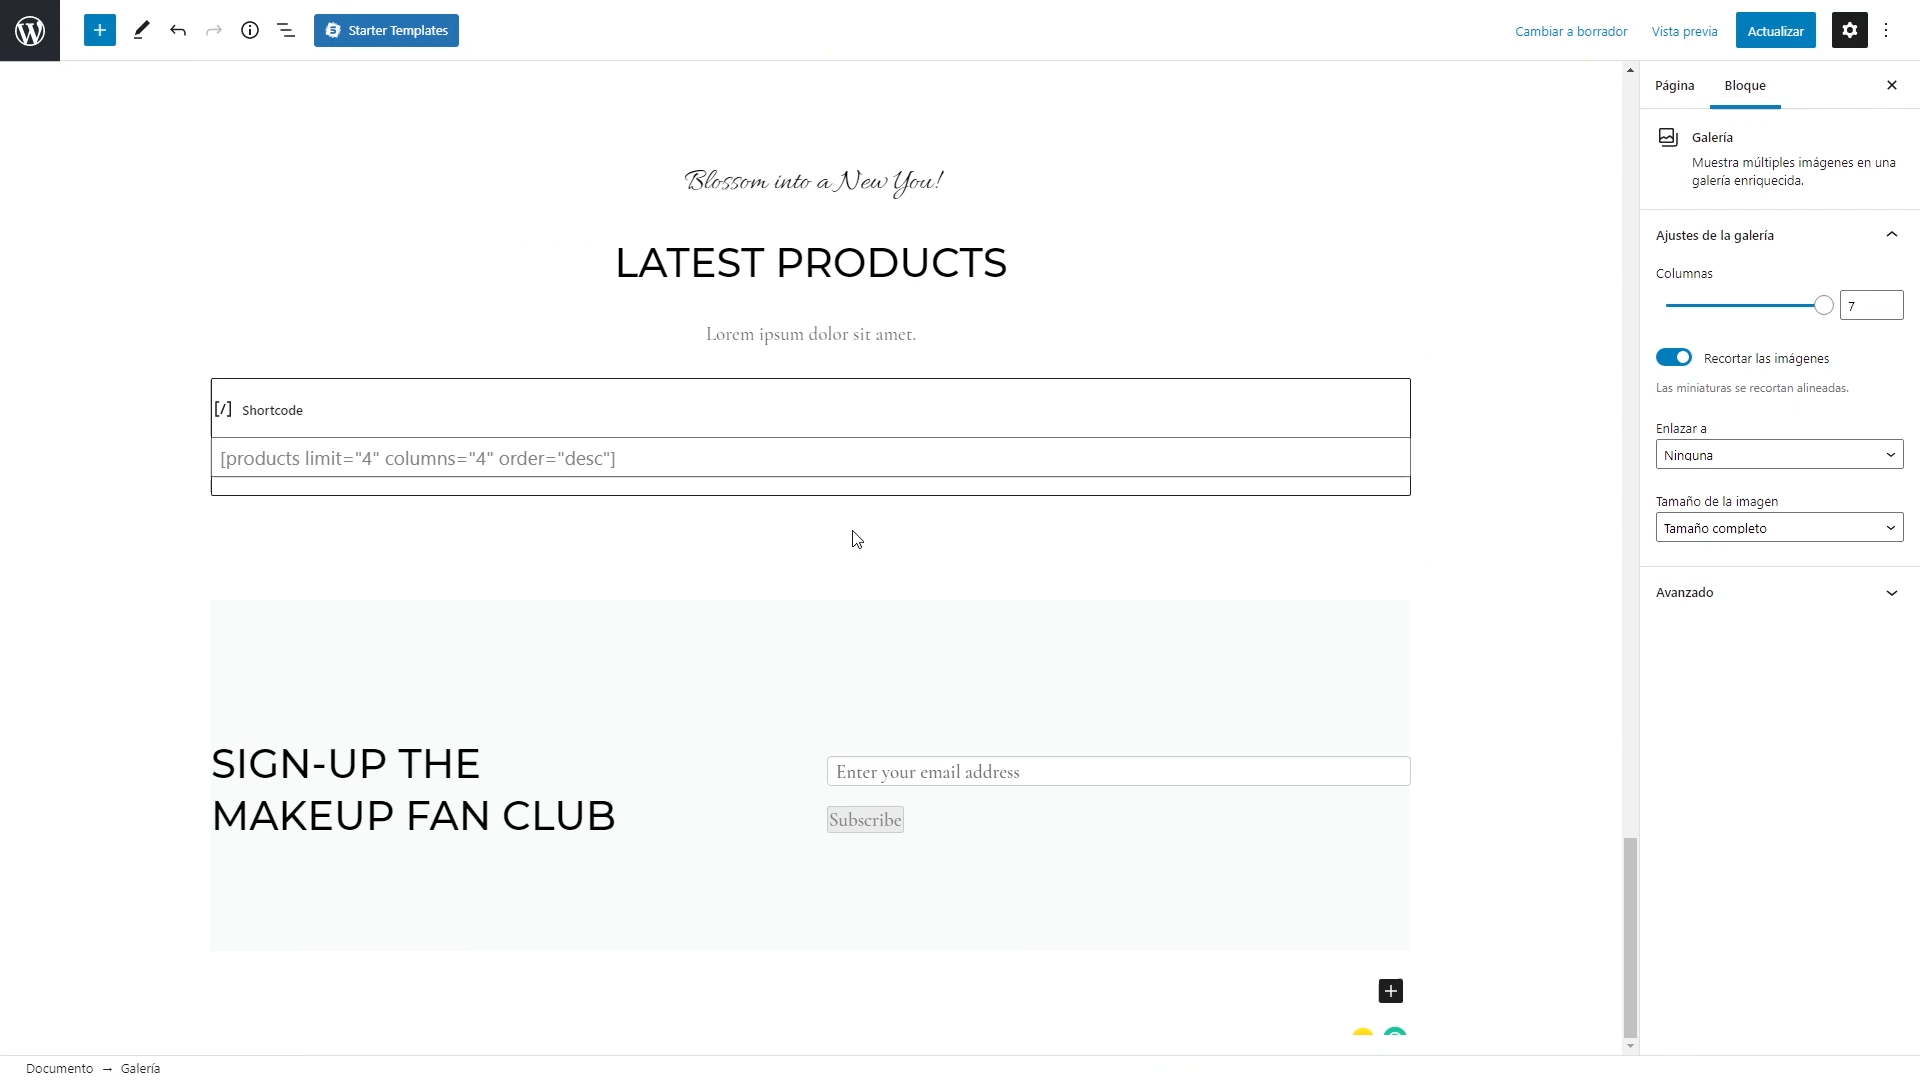 Starter Templates
Cambiar a borrador
Vista previa
Actualizar
Blossom into a New You!
LATEST PRODUCTS
Lorem ipsum dolor sit amet.
[/] Shortcode
[products limit="4" columns="4" order="desc"]
SIGN-UP THE
MAKEUP FAN CLUB
Enter your email address
Subscribe
Página
Bloque
Galería
Muestra múltiples imágenes en una
galería enriquecida.
Ajustes de la galería
Columnas
7
Recortar las imágenes
Las miniaturas se recortan alineadas.
Enlazar a
Ninguna
Tamaño de la imagen
Tamaño completo
Avanzado
Documento → Galería